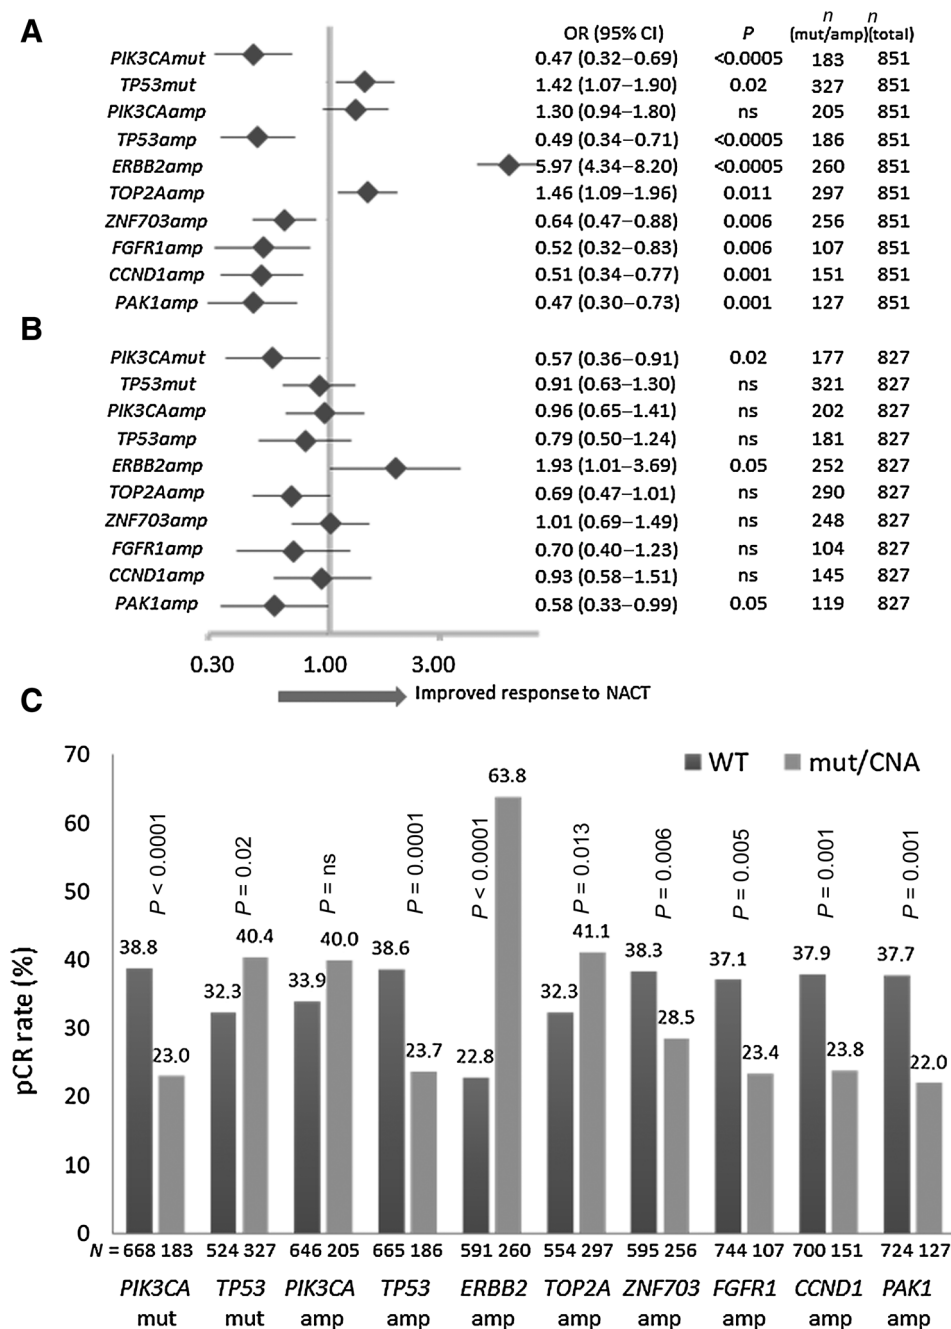 A
OR (95% CI) P n (mut/amp) n (total)
PIK3CAmut 0.47 (0.32–0.69) <0.0005 183 851
TP53mut 1.42 (1.07–1.90) 0.02 327 851
PIK3CAamp 1.30 (0.94–1.80) ns 205 851
TP53amp 0.49 (0.34–0.71) <0.0005 186 851
ERBB2amp 5.97 (4.34–8.20) <0.0005 260 851
TOP2Aamp 1.46 (1.09–1.96) 0.011 297 851
ZNF703amp 0.64 (0.47–0.88) 0.006 256 851
FGFR1amp 0.52 (0.32–0.83) 0.006 107 851
CCND1amp 0.51 (0.34–0.77) 0.001 151 851
PAK1amp 0.47 (0.30–0.73) 0.001 127 851
B
PIK3CAmut 0.57 (0.36–0.91) 0.02 177 827
TP53mut 0.91 (0.63–1.30) ns 321 827
PIK3CAamp 0.96 (0.65–1.41) ns 202 827
TP53amp 0.79 (0.50–1.24) ns 181 827
ERBB2amp 1.93 (1.01–3.69) 0.05 252 827
TOP2Aamp 0.69 (0.47–1.01) ns 290 827
ZNF703amp 1.01 (0.69–1.49) ns 248 827
FGFR1amp 0.70 (0.40–1.23) ns 104 827
CCND1amp 0.93 (0.58–1.51) ns 145 827
PAK1amp 0.58 (0.33–0.99) 0.05 119 827
0.30 1.00 3.00
Improved response to NACT
C
pCR rate (%)
70
60
50
40
30
20
10
0
WT mut/CNA
P < 0.0001
P = 0.02
P = ns
P = 0.0001
P < 0.0001
P = 0.013
P = 0.006
P = 0.005
P = 0.001
P = 0.001
38.8 23.0 32.3 40.4 33.9 40.0 38.6 23.7 22.8 63.8 32.3 41.1 38.3 28.5 37.1 23.4 37.9 23.8 37.7 22.0
N = 668 183 524 327 646 205 665 186 591 260 554 297 595 256 744 107 700 151 724 127
PIK3CA TP53 PIK3CA TP53 ERBB2 TOP2A ZNF703 FGFR1 CCND1 PAK1
mut mut amp amp amp amp amp amp amp amp